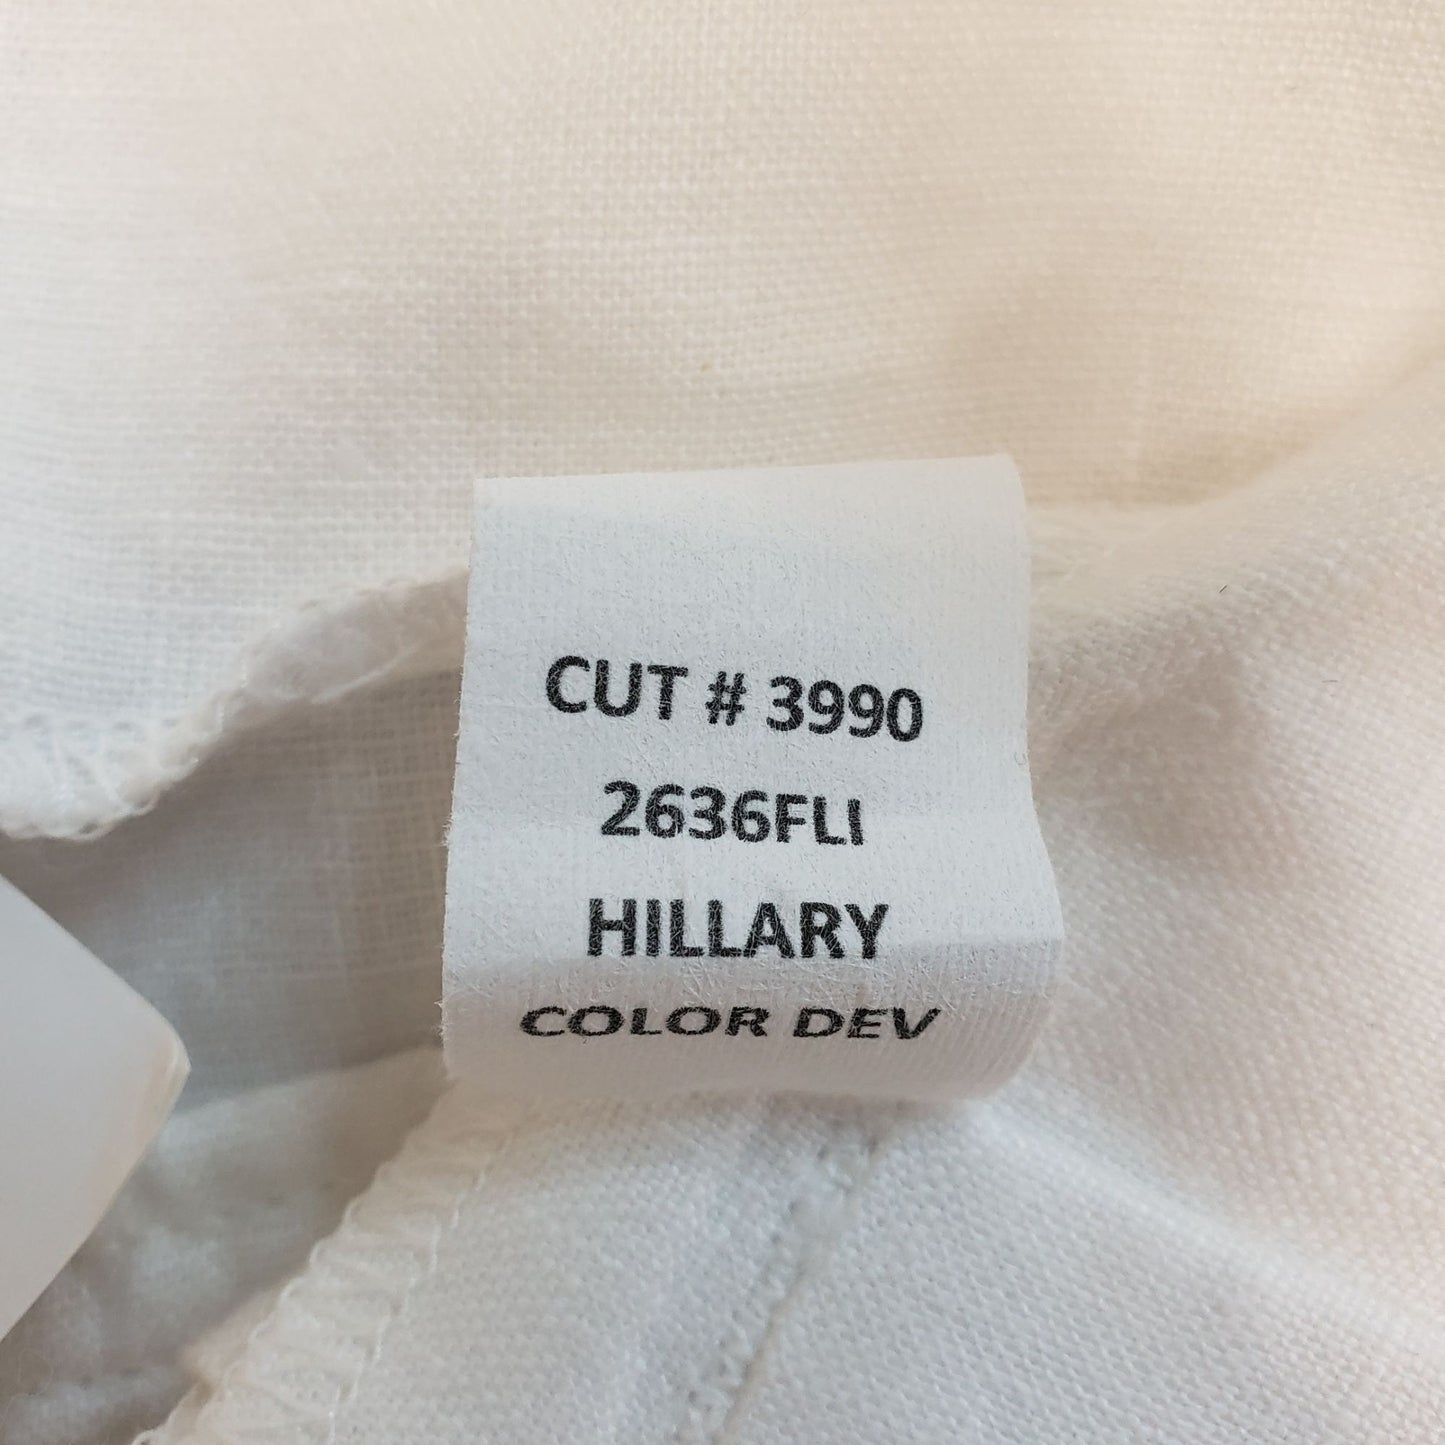 CUT # 3990
2636FLI
HILLARY
COLOR DEV